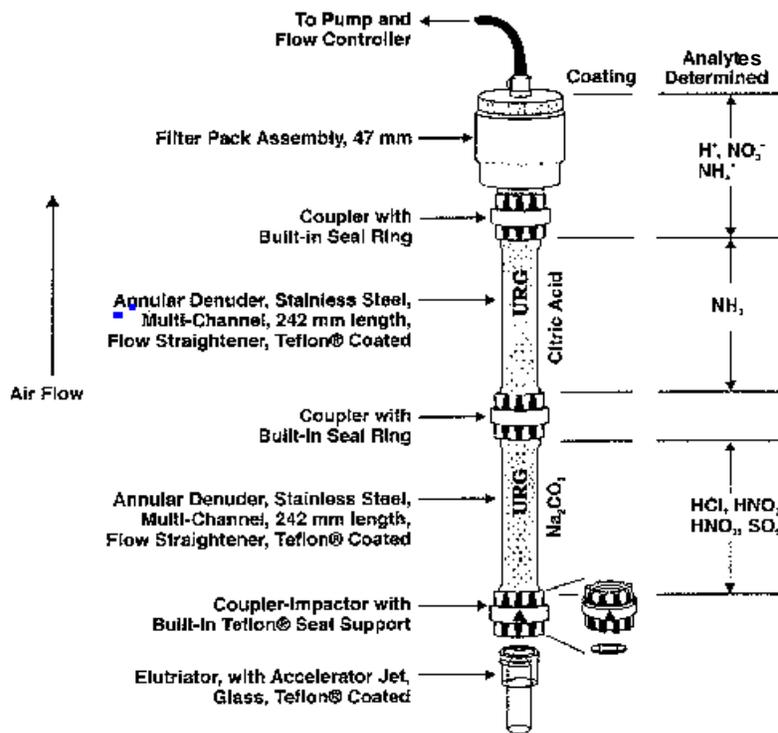 To Pump and
Flow Controller
Coating
Analytes
Determined
Filter Pack Assembly, 47 mm
H⁺, NO₃⁻
NH₄⁺
Coupler with
Built-in Seal Ring
Annular Denuder, Stainless Steel,
Multi-Channel, 242 mm length,
Flow Straightener, Teflon® Coated
URG
Citric Acid
NH₃
Air Flow
Coupler with
Built-in Seal Ring
Annular Denuder, Stainless Steel,
Multi-Channel, 242 mm length,
Flow Straightener, Teflon® Coated
URG
Na₂CO₃
HCl, HNO₂
HNO₃, SO₂
Coupler-Impactor with
Built-in Teflon® Seal Support
Elutriator, with Accelerator Jet,
Glass, Teflon® Coated